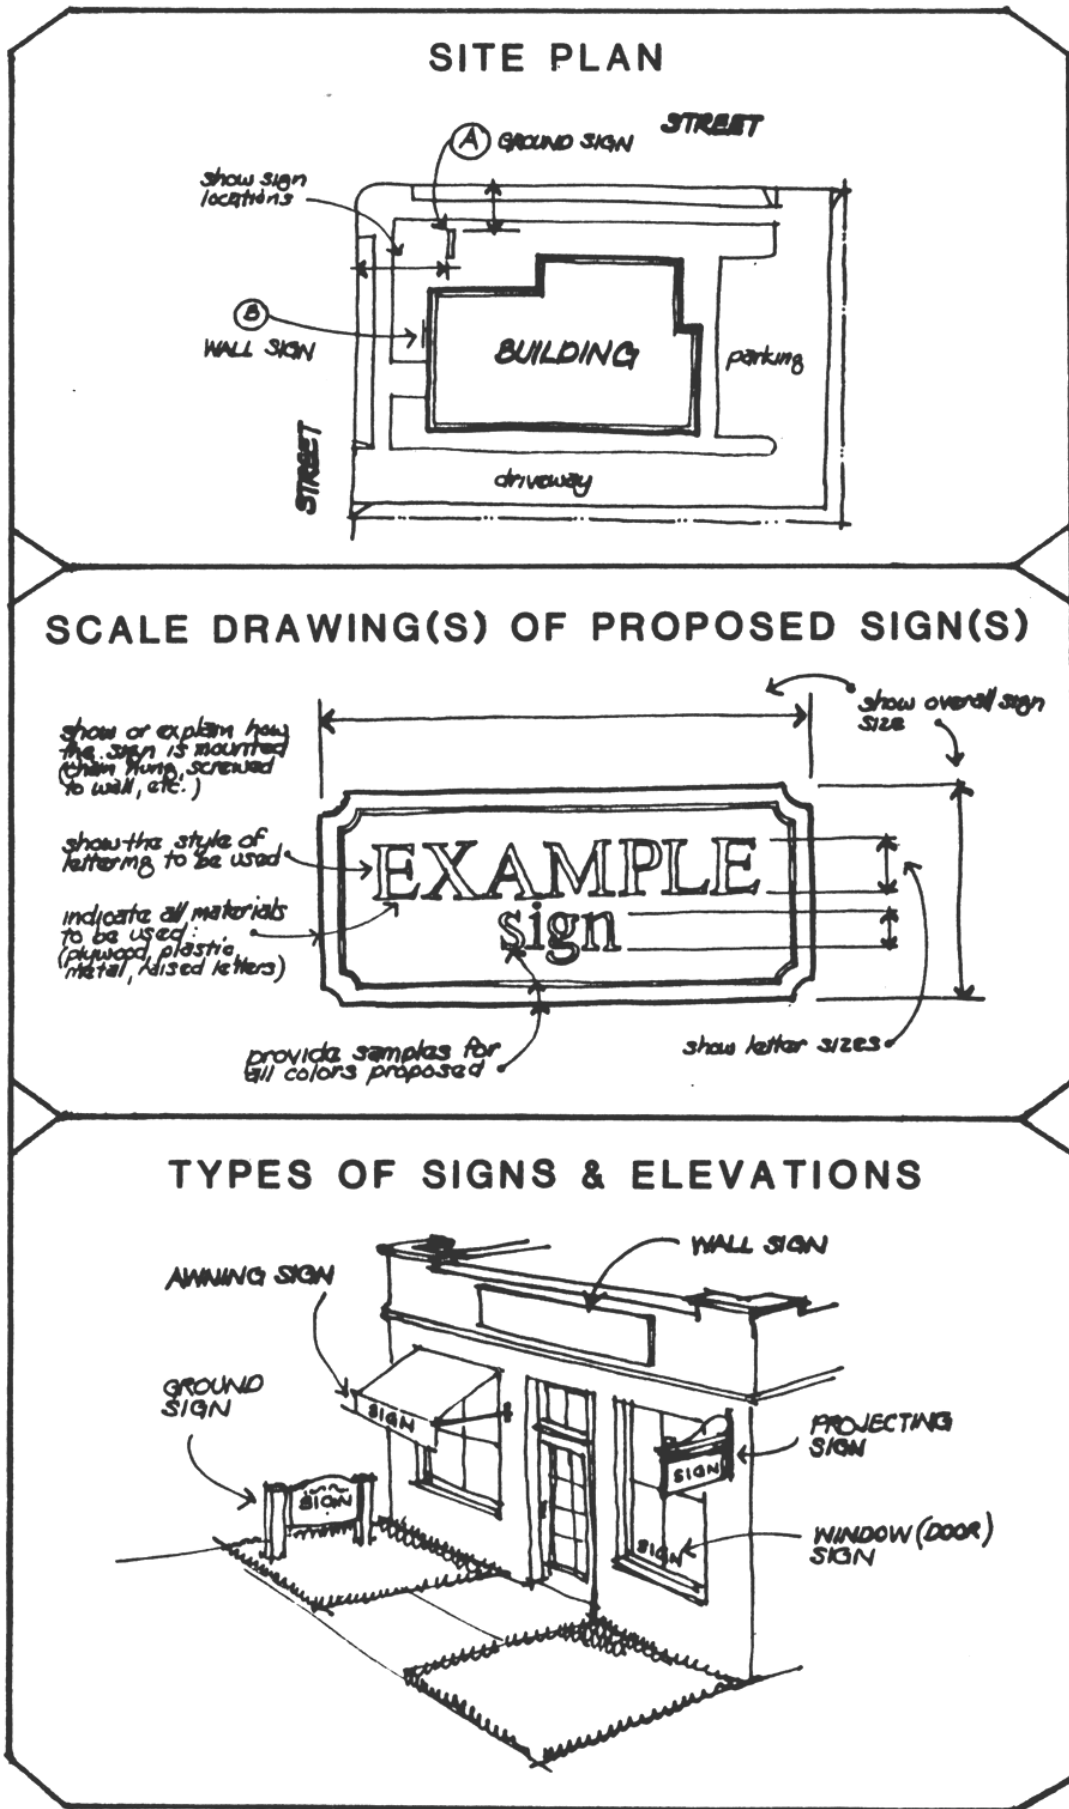 SITE PLAN
STREET
A GROUND SIGN
show sign
locations
B
WALL SIGN
BUILDING
parking
STREET
driveway
SCALE DRAWING(S) OF PROPOSED SIGN(S)
show overall sign
size
show or explain how
the sign is mounted
(chain hung, screwed
to wall, etc.)
show the style of
lettering to be used
indicate all materials
to be used:
(plywood, plastic,
metal, raised letters)
EXAMPLE
sign
provide samples for
all colors proposed
show letter sizes
TYPES OF SIGNS & ELEVATIONS
WALL SIGN
AWNING SIGN
GROUND
SIGN
SIGN
SIGN
SIGN
SIGN
PROJECTING
SIGN
WINDOW (DOOR)
SIGN